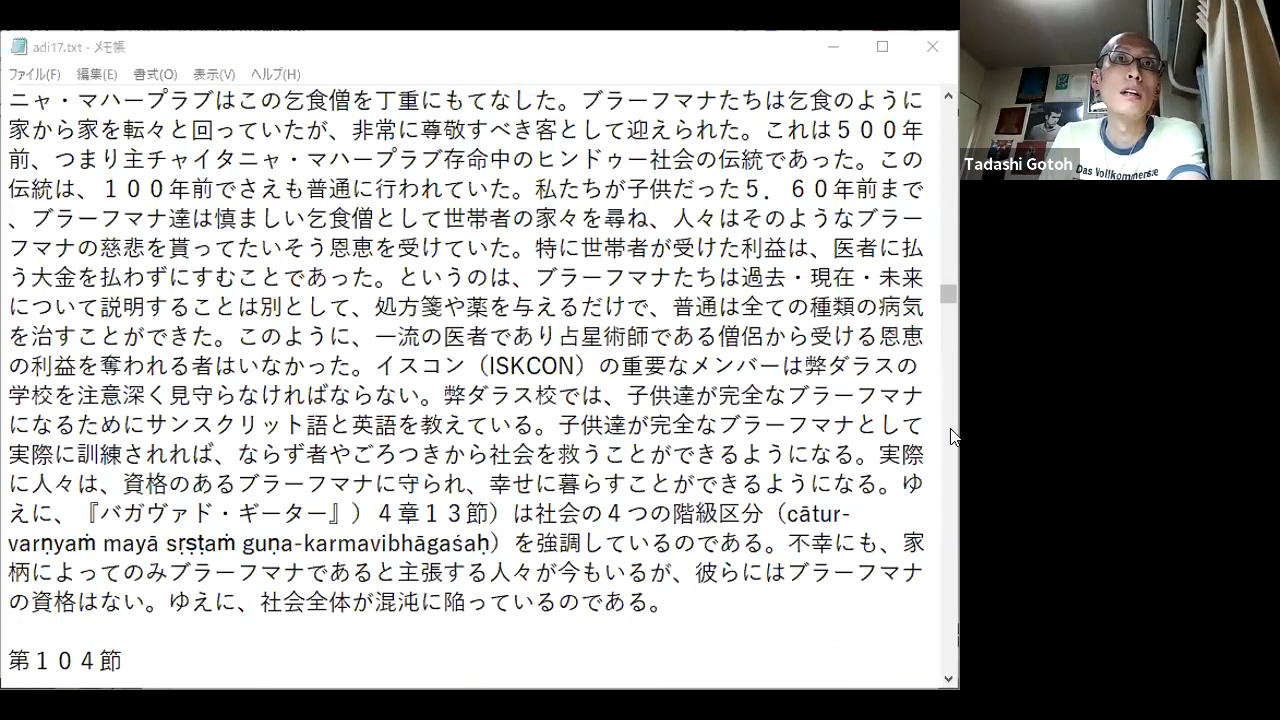 adi17.txt - メモ帳
ファイル(F) 編集(E) 書式(O) 表示(V) ヘルプ(H)
ニャ・マハープラブはこの乞食僧を丁重にもてなした。ブラーフマナたちは乞食のように
家から家を転々と回っていたが、非常に尊敬すべき客として迎えられた。これは５００年
前、つまり主チャイタニャ・マハープラブ存命中のヒンドゥー社会の伝統であった。この
伝統は、１００年前でさえも普通に行われていた。私たちが子供だった５．６０年前まで
、ブラーフマナ達は慎ましい乞食僧として世帯者の家々を尋ね、人々はそのようなブラー
フマナの慈悲を貰ってたいそう恩恵を受けていた。特に世帯者が受けた利益は、医者に払
う大金を払わずにすむことであった。というのは、ブラーフマナたちは過去・現在・未来
について説明することは別として、処方箋や薬を与えるだけで、普通は全ての種類の病気
を治すことができた。このように、一流の医者であり占星術師である僧侶から受ける恩恵
の利益を奪われる者はいなかった。イスコン（ISKCON）の重要なメンバーは弊ダラスの
学校を注意深く見守らなければならない。弊ダラス校では、子供達が完全なブラーフマナ
になるためにサンスクリット語と英語を教えている。子供達が完全なブラーフマナとして
実際に訓練されれば、ならず者やごろつきから社会を救うことができるようになる。実際
に人々は、資格のあるブラーフマナに守られ、幸せに暮らすことができるようになる。ゆ
えに、『バガヴァド・ギーター』）４章１３節）は社会の４つの階級区分（cātur-
varṇyaṁ mayā sṛṣṭaṁ guṇa-karmavibhāgaśaḥ）を強調しているのである。不幸にも、家
柄によってのみブラーフマナであると主張する人々が今もいるが、彼らにはブラーフマナ
の資格はない。ゆえに、社会全体が混沌に陥っているのである。
第１０４節
Tadashi Gotoh
Das Vollkommenste